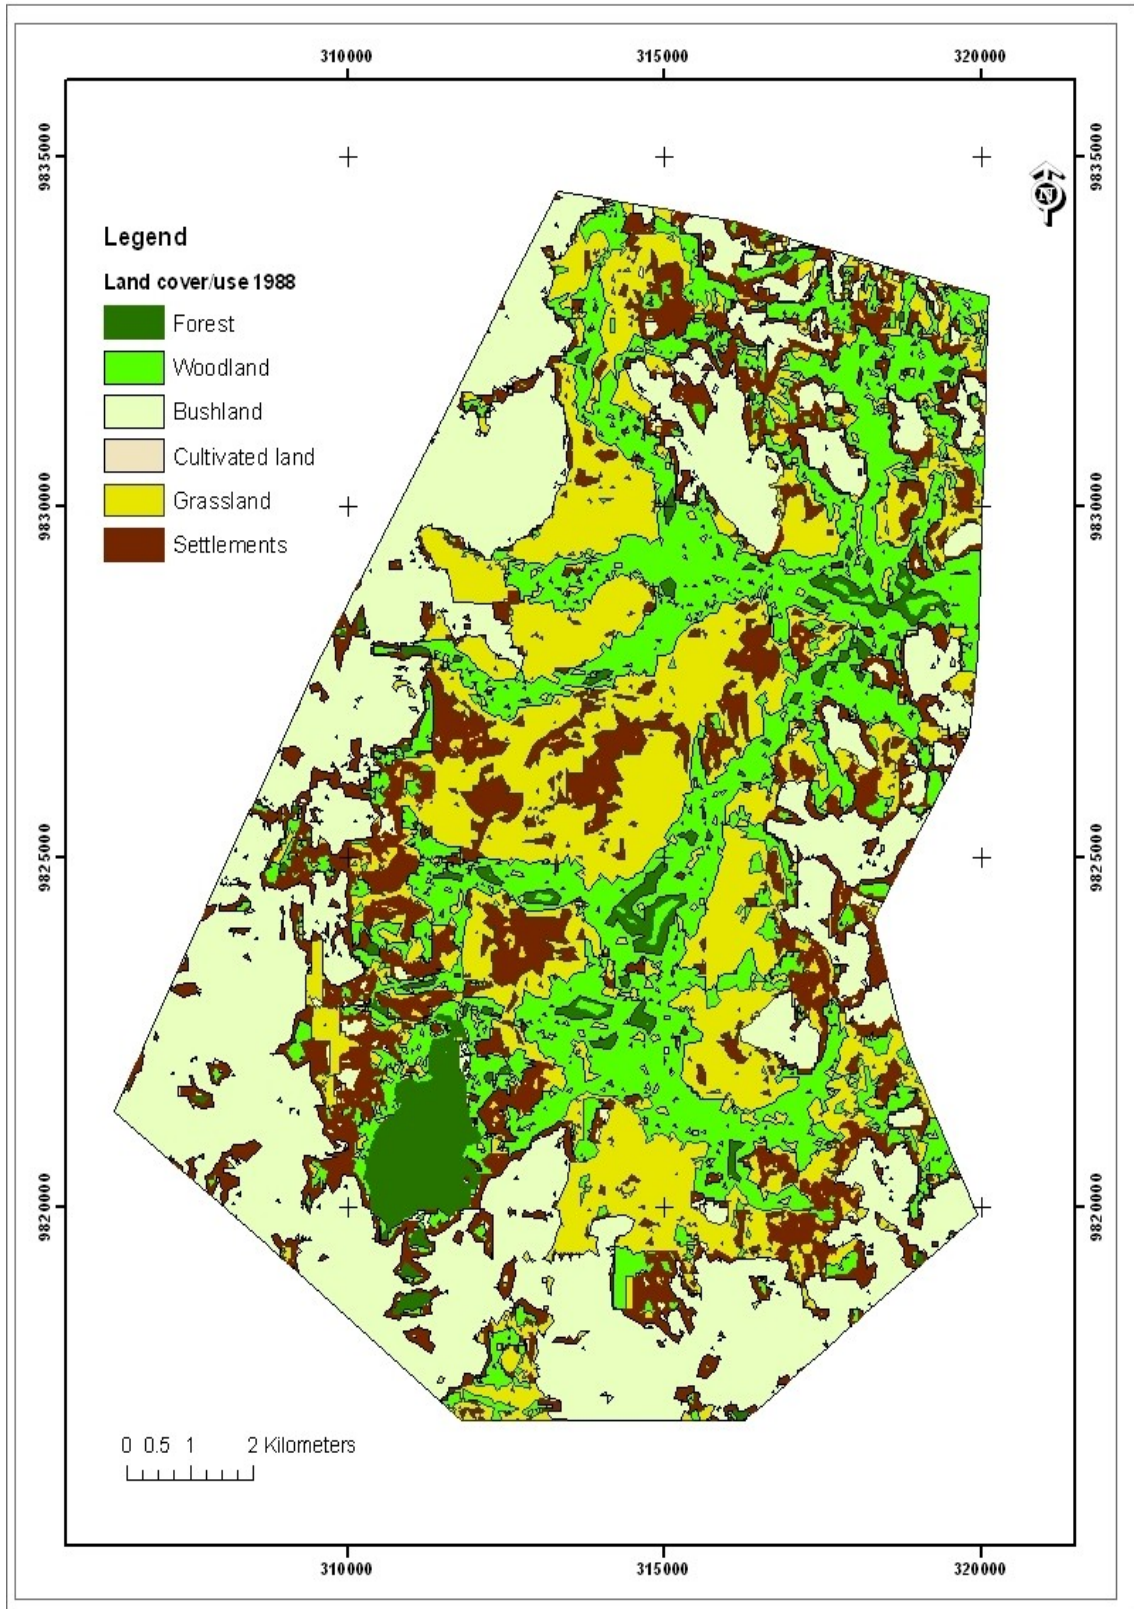 310000 315000 320000
9835000 9835000
N
Legend
Land cover/use 1988
Forest
Woodland
Bushland
Cultivated land
Grassland
Settlements
9830000 9830000
9825000 9825000
9820000 9820000
0 0.5 1 2 Kilometers
310000 315000 320000